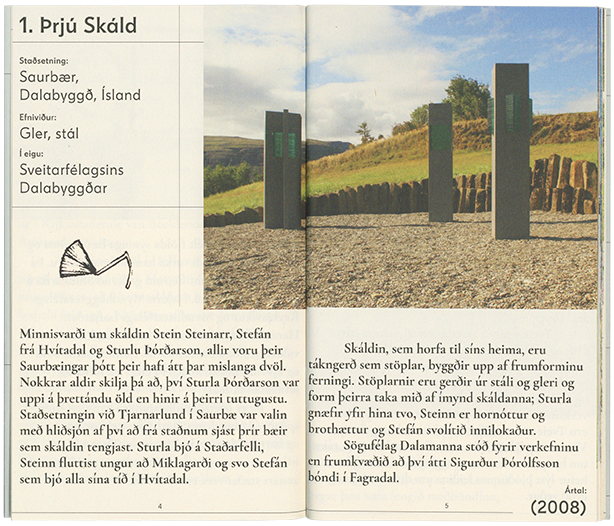 1. Þrjú Skáld
Staðsetning:
Saurbær,
Dalabyggð, Ísland
Efniviður:
Gler, stál
Í eigu:
Sveitarfélagsins
Dalabyggðar
Minnisvarði um skáldin Stein Steinarr, Stefán
frá Hvítadal og Sturlu Þórðarson, allir voru þeir
Saurbæingar þótt þeir hafi átt þar mislanga dvöl.
Nokkrar aldir skilja þá að, því Sturla Þórðarson var
uppi á þrettándu öld en hinir á þeirri tuttugustu.
Staðsetningin við Tjarnarlund í Saurbæ var valin
með hliðsjón af því að frá staðnum sjást þrír bæir
sem skáldin tengjast. Sturla bjó á Staðarfelli,
Steinn fluttist ungur að Miklagarði og svo Stefán
sem bjó alla sína tíð í Hvítadal.
4
Skáldin, sem horfa til síns heima, eru
tákngerð sem stöplar, byggðir upp af frumforminu
ferningi. Stöplarnir eru gerðir úr stáli og gleri og
form þeirra taka mið af ímynd skáldanna; Sturla
gnæfir yfir hina tvo, Steinn er hornóttur og
brothættur og Stefán svolítið innilokaður.
Sögufélag Dalamanna stóð fyrir verkefninu
en frumkvæðið að því átti Sigurður Þórólfsson
bóndi í Fagradal.
5
Ártal:
(2008)